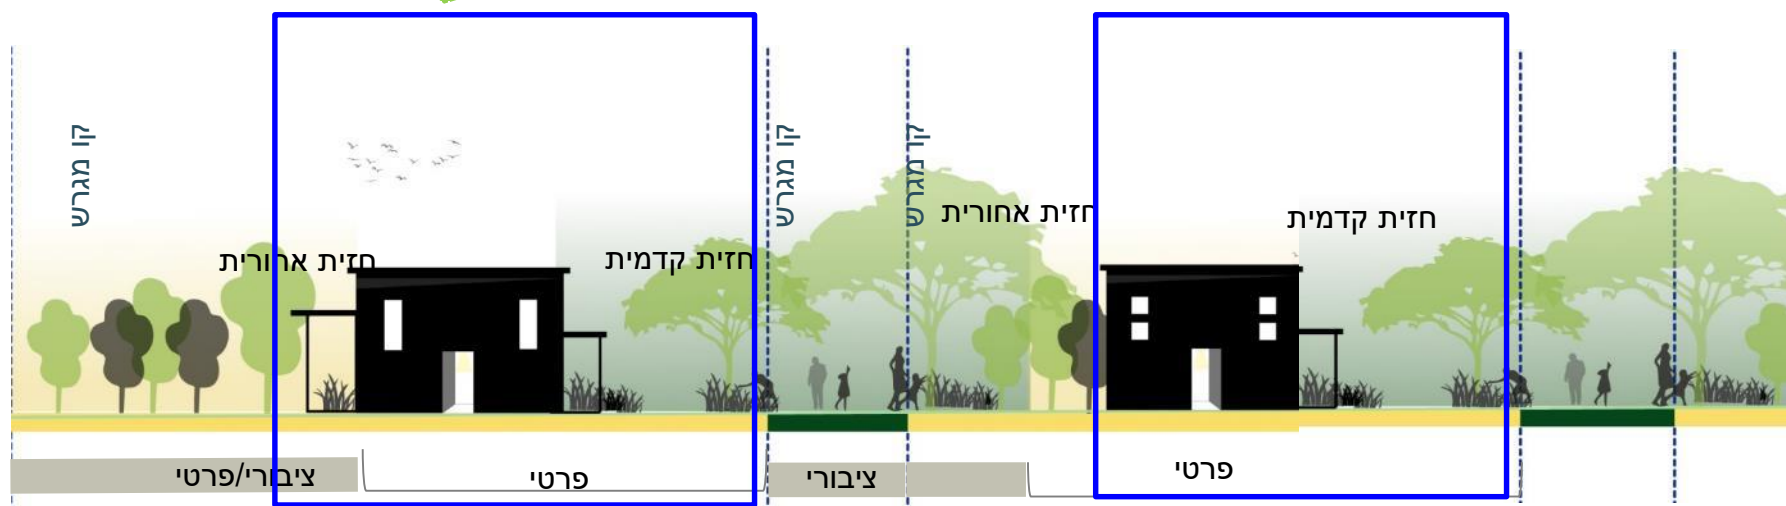 קו מגרש
קו מגרש
קו מגרש
חזית אחורית
חזית קדמית
חזית אחורית
חזית קדמית
ציבורי/פרטי
פרטי
ציבורי
פרטי